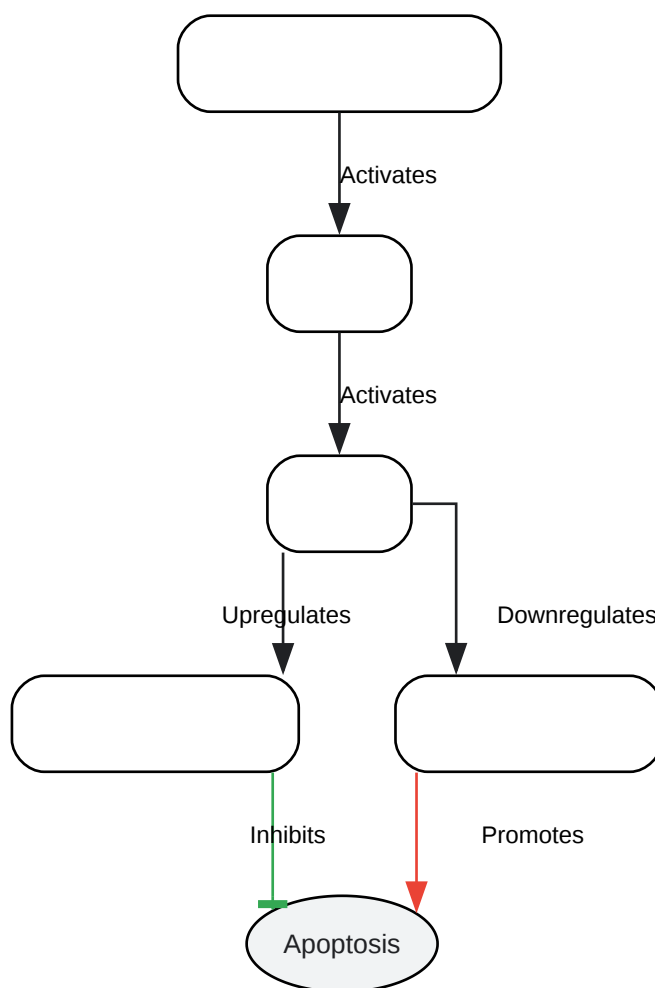 Activates
Activates
Upregulates
Downregulates
Inhibits
Promotes
Apoptosis